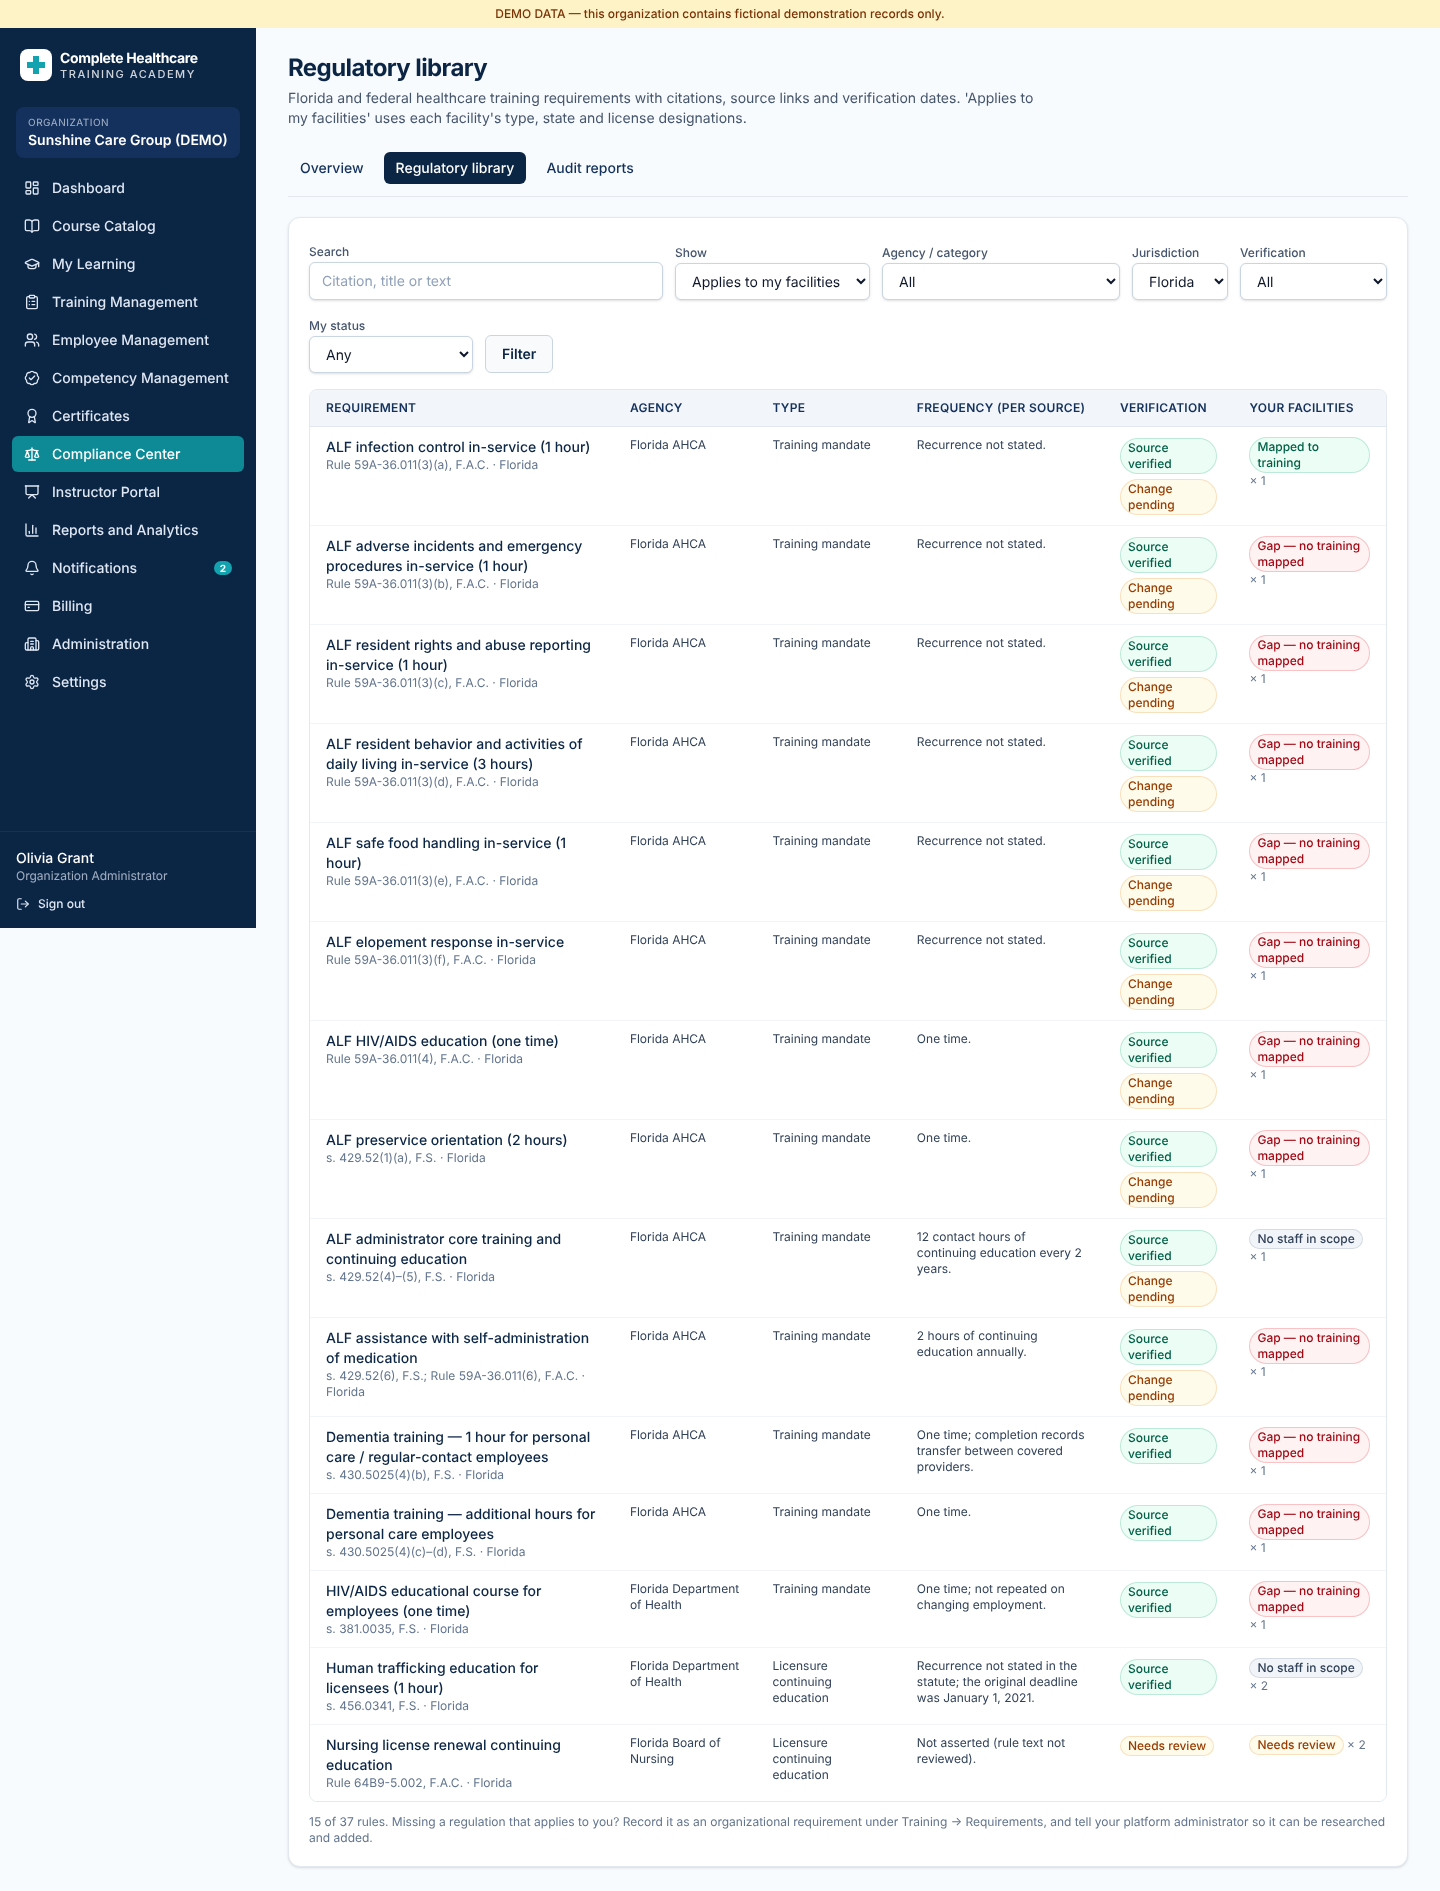 DEMO DATA — this organization contains fictional demonstration records only.
Complete Healthcare
TRAINING ACADEMY
ORGANIZATION
Sunshine Care Group (DEMO)
Dashboard
Course Catalog
My Learning
Training Management
Employee Management
Competency Management
Certificates
Compliance Center
Instructor Portal
Reports and Analytics
Notifications 2
Billing
Administration
Settings
Olivia Grant
Organization Administrator
Sign out
Regulatory library
Florida and federal healthcare training requirements with citations, source links and verification dates. 'Applies to
my facilities' uses each facility's type, state and license designations.
Overview Regulatory library Audit reports
Search Show Agency / category Jurisdiction Verification
Citation, title or text Applies to my facilities All Florida All
My status
Any Filter
REQUIREMENT AGENCY TYPE FREQUENCY (PER SOURCE) VERIFICATION YOUR FACILITIES
ALF infection control in-service (1 hour)
Rule 59A-36.011(3)(a), F.A.C. · Florida
Florida AHCA
Training mandate
Recurrence not stated.
Source
verified
Change
pending
Mapped to
training
× 1
ALF adverse incidents and emergency
procedures in-service (1 hour)
Rule 59A-36.011(3)(b), F.A.C. · Florida
Florida AHCA
Training mandate
Recurrence not stated.
Source
verified
Change
pending
Gap — no training
mapped
× 1
ALF resident rights and abuse reporting
in-service (1 hour)
Rule 59A-36.011(3)(c), F.A.C. · Florida
Florida AHCA
Training mandate
Recurrence not stated.
Source
verified
Change
pending
Gap — no training
mapped
× 1
ALF resident behavior and activities of
daily living in-service (3 hours)
Rule 59A-36.011(3)(d), F.A.C. · Florida
Florida AHCA
Training mandate
Recurrence not stated.
Source
verified
Change
pending
Gap — no training
mapped
× 1
ALF safe food handling in-service (1
hour)
Rule 59A-36.011(3)(e), F.A.C. · Florida
Florida AHCA
Training mandate
Recurrence not stated.
Source
verified
Change
pending
Gap — no training
mapped
× 1
ALF elopement response in-service
Rule 59A-36.011(3)(f), F.A.C. · Florida
Florida AHCA
Training mandate
Recurrence not stated.
Source
verified
Change
pending
Gap — no training
mapped
× 1
ALF HIV/AIDS education (one time)
Rule 59A-36.011(4), F.A.C. · Florida
Florida AHCA
Training mandate
One time.
Source
verified
Change
pending
Gap — no training
mapped
× 1
ALF preservice orientation (2 hours)
s. 429.52(1)(a), F.S. · Florida
Florida AHCA
Training mandate
One time.
Source
verified
Change
pending
Gap — no training
mapped
× 1
ALF administrator core training and
continuing education
s. 429.52(4)–(5), F.S. · Florida
Florida AHCA
Training mandate
12 contact hours of
continuing education every 2
years.
Source
verified
Change
pending
No staff in scope
× 1
ALF assistance with self-administration
of medication
s. 429.52(6), F.S.; Rule 59A-36.011(6), F.A.C. ·
Florida
Florida AHCA
Training mandate
2 hours of continuing
education annually.
Source
verified
Change
pending
Gap — no training
mapped
× 1
Dementia training — 1 hour for personal
care / regular-contact employees
s. 430.5025(4)(b), F.S. · Florida
Florida AHCA
Training mandate
One time; completion records
transfer between covered
providers.
Source
verified
Gap — no training
mapped
× 1
Dementia training — additional hours for
personal care employees
s. 430.5025(4)(c)–(d), F.S. · Florida
Florida AHCA
Training mandate
One time.
Source
verified
Gap — no training
mapped
× 1
HIV/AIDS educational course for
employees (one time)
s. 381.0035, F.S. · Florida
Florida Department
of Health
Training mandate
One time; not repeated on
changing employment.
Source
verified
Gap — no training
mapped
× 1
Human trafficking education for
licensees (1 hour)
s. 456.0341, F.S. · Florida
Florida Department
of Health
Licensure
continuing
education
Recurrence not stated in the
statute; the original deadline
was January 1, 2021.
Source
verified
No staff in scope
× 2
Nursing license renewal continuing
education
Rule 64B9-5.002, F.A.C. · Florida
Florida Board of
Nursing
Licensure
continuing
education
Not asserted (rule text not
reviewed).
Needs review
Needs review × 2
15 of 37 rules. Missing a regulation that applies to you? Record it as an organizational requirement under Training → Requirements, and tell your platform administrator so it can be researched
and added.